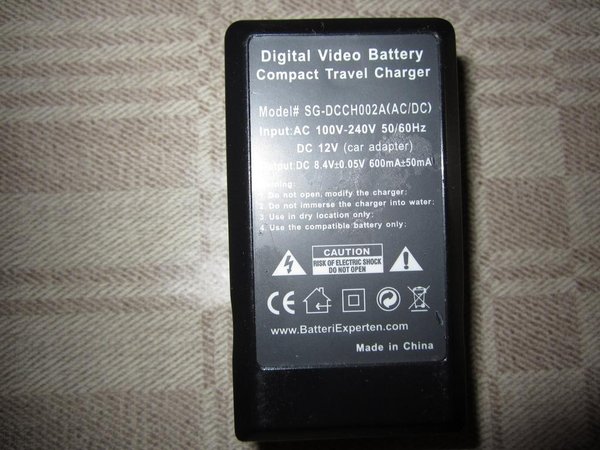 Digital Video Battery
Compact Travel Charger
Model# SG-DCCH002A(AC/DC)
Input:AC 100V-240V 50/60Hz
DC 12V (car adapter)
Output:DC 8.4V±0.05V 600mA±50mA
Warning:
1. Do not open, modify the charger:
2. Do not immerse the charger into water:
3. Use in dry location only:
4. Use the compatible battery only:
CAUTION
RISK OF ELECTRIC SHOCK
DO NOT OPEN
CE
www.BatteriExperten.com
Made in China